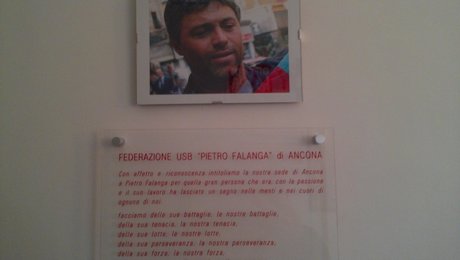 FEDERAZIONE USB "PIETRO FALANGA" di ANCONA
Con affetto e riconoscenza intitoliamo la nostra sede di Ancona
a Pietro Falanga per quella gran persona che era, con la passione
e il suo lavoro ha lasciato un segno nelle menti e nei cuori di
ognuno di noi.
facciamo delle sue battaglie, le nostre battaglie,
della sua tenacia, la nostra tenacia,
delle sue lotte, le nostre lotte,
della sua perseveranza, la nostra perseveranza,
della sua forza, la nostra forza,